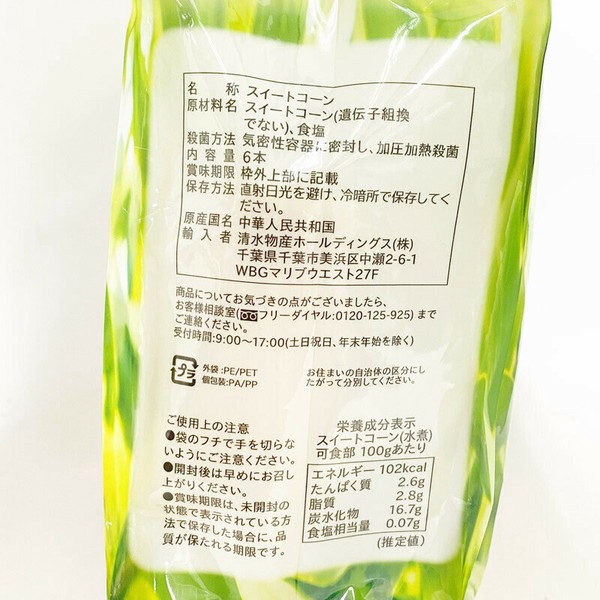 名称 スイートコーン
原材料名 スイートコーン(遺伝子組換
でない)、食塩
殺菌方法 気密性容器に密封し、加圧加熱殺菌
内容量 6本
賞味期限 枠外上部に記載
保存方法 直射日光を避け、冷暗所で保存してく
ださい。
原産国名 中華人民共和国
輸入者 清水物産ホールディングス(株)
千葉県千葉市美浜区中瀬2-6-1
WBGマリブウエスト27F
商品についてお気づきの点がございましたら、
お客様相談室(フリーダイヤル:0120-125-925)まで
ご連絡ください。
受付時間:9:00〜17:00(土日祝日、年末年始を除く)
プラ
外袋:PE/PET
個包装:PA/PP
お住まいの自治体の区分にし
たがって分別してください。
ご使用上の注意
●袋のフチで手を切らな
いようにご注意ください。
●開封後は早めにお召し
上がりください。
●賞味期限は、未開封の
状態で表示されている方
法で保存した場合に、品
質が保たれる期限です。
栄養成分表示
スイートコーン(水煮)
可食部 100gあたり
エネルギー 102kcal
たんぱく質 2.6g
脂質 2.8g
炭水化物 16.7g
食塩相当量 0.07g
(推定値)